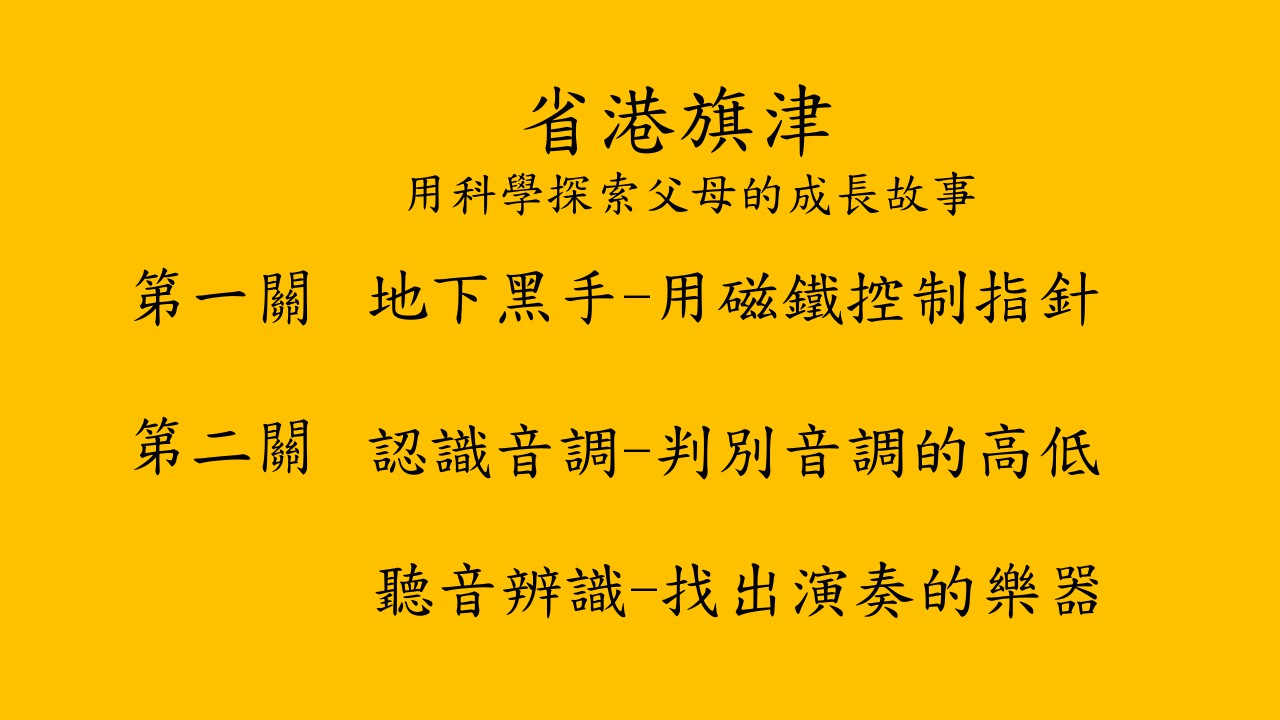 省港旗津
用科學探索父母的成長故事
第一關 地下黑手-用磁鐵控制指針
第二關 認識音調-判別音調的高低
聽音辨識-找出演奏的樂器